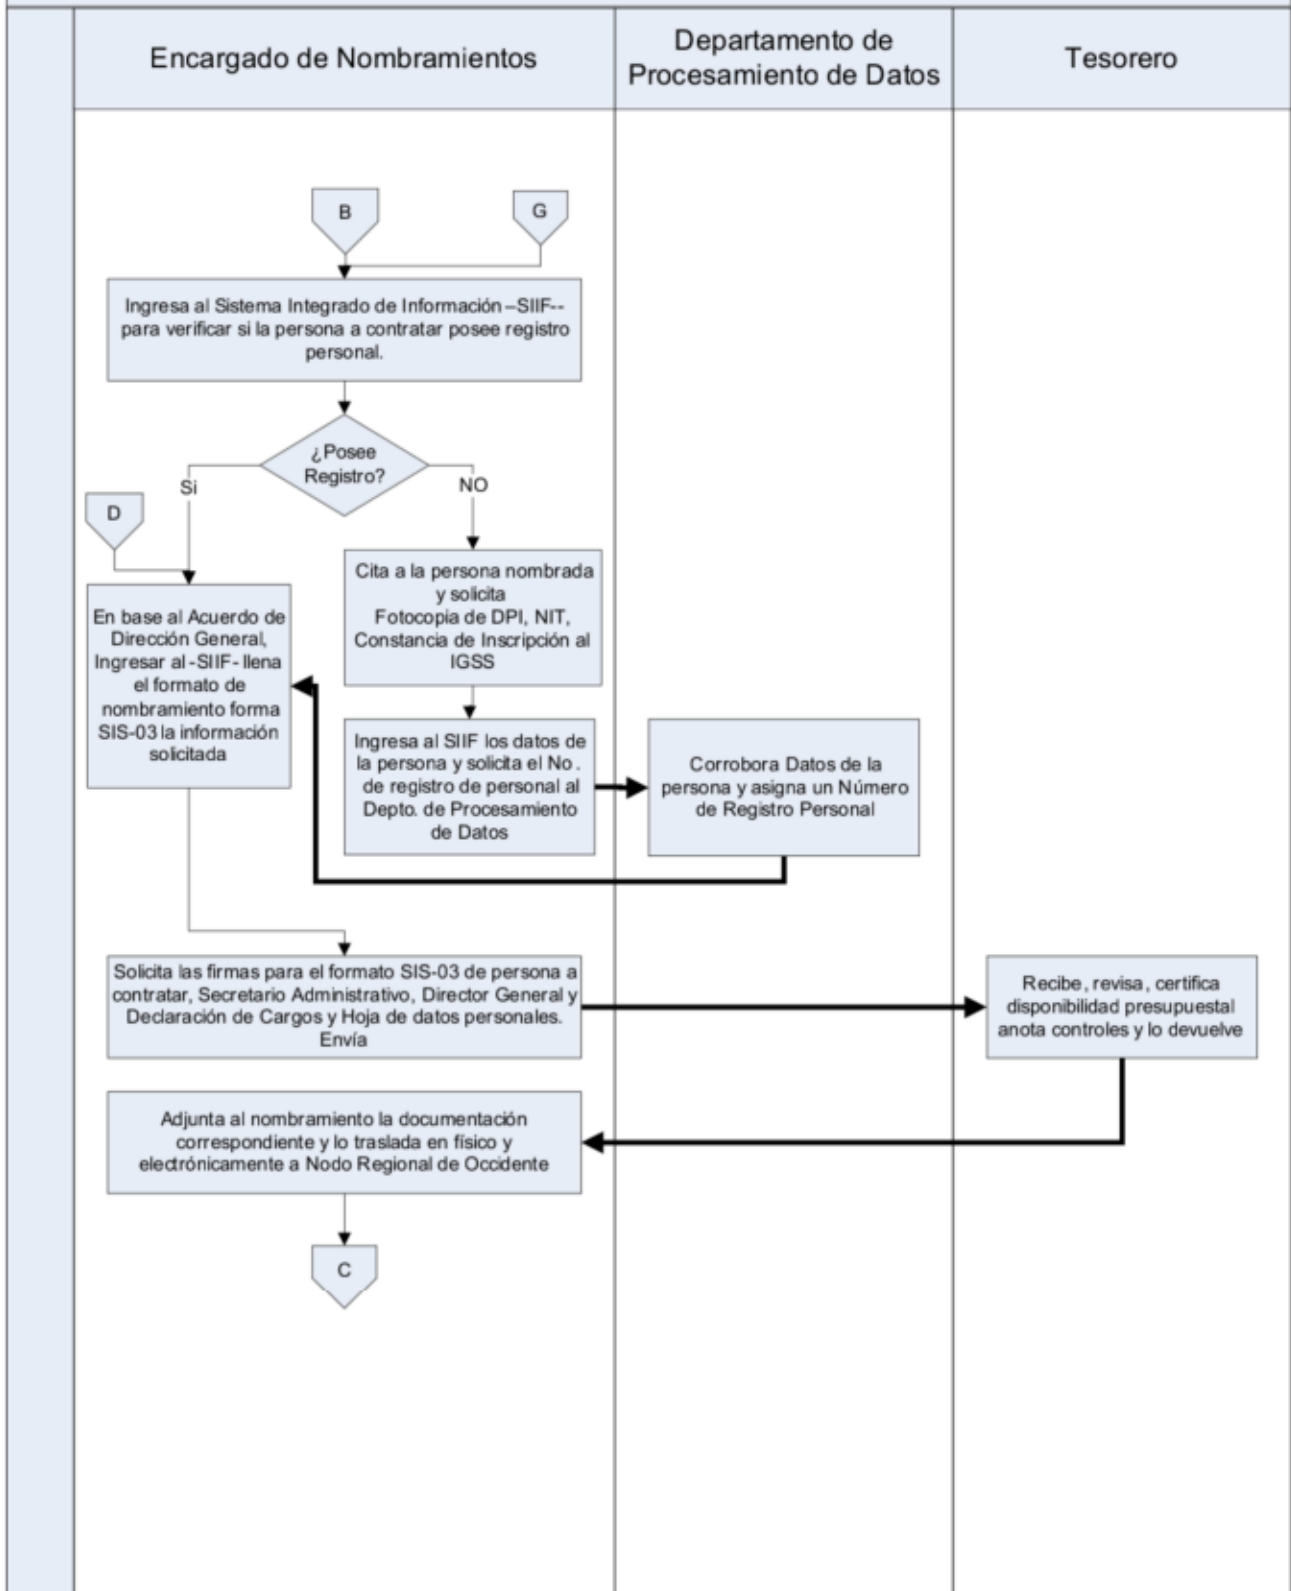 Encargado de Nombramientos
Departamento de
Procesamiento de Datos
Tesorero
B
G
Ingresa al Sistema Integrado de Información –SIIF--
para verificar si la persona a contratar posee registro
personal.
¿Posee
Registro?
Si
NO
D
Cita a la persona nombrada
y solicita
Fotocopia de DPI, NIT,
Constancia de Inscripción al
IGSS
En base al Acuerdo de
Dirección General,
Ingresar al -SIIF- llena
el formato de
nombramiento forma
SIS-03 la información
solicitada
Ingresa al SIIF los datos de
la persona y solicita el No.
de registro de personal al
Depto. de Procesamiento
de Datos
Corrobora Datos de la
persona y asigna un Número
de Registro Personal
Solicita las firmas para el formato SIS-03 de persona a
contratar, Secretario Administrativo, Director General y
Declaración de Cargos y Hoja de datos personales.
Envía
Recibe, revisa, certifica
disponibilidad presupuestal
anota controles y lo devuelve
Adjunta al nombramiento la documentación
correspondiente y lo traslada en físico y
electrónicamente a Nodo Regional de Occidente
C